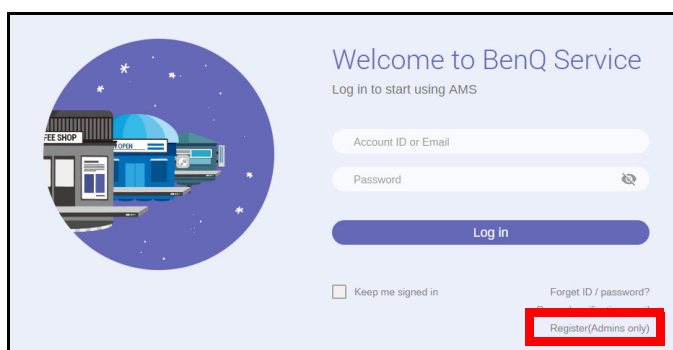 Welcome to BenQ Service
Log in to start using AMS
FEE SHOP
OPEN
Account ID or Email
Password
Log in
Keep me signed in
Forget ID / password?
Register(Admins only)